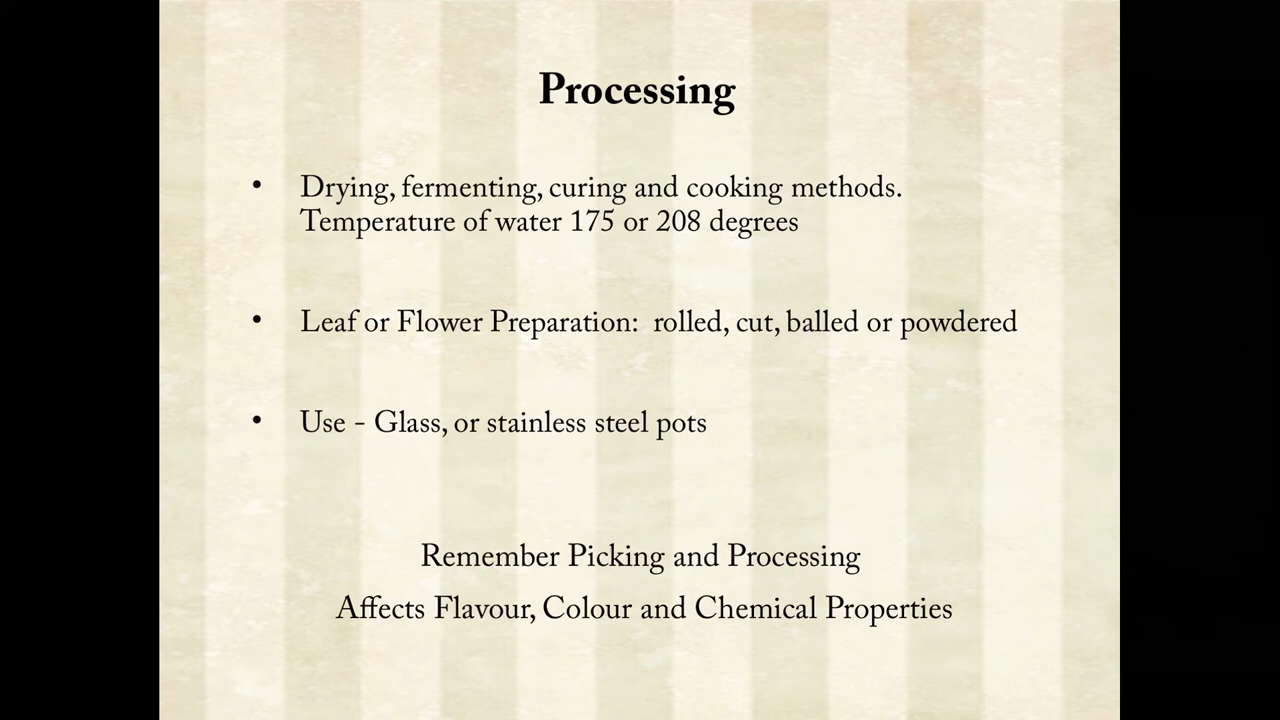 Processing
• Drying, fermenting, curing and cooking methods.
Temperature of water 175 or 208 degrees
• Leaf or Flower Preparation:  rolled, cut, balled or powdered
• Use - Glass, or stainless steel pots
Remember Picking and Processing
Affects Flavour, Colour and Chemical Properties